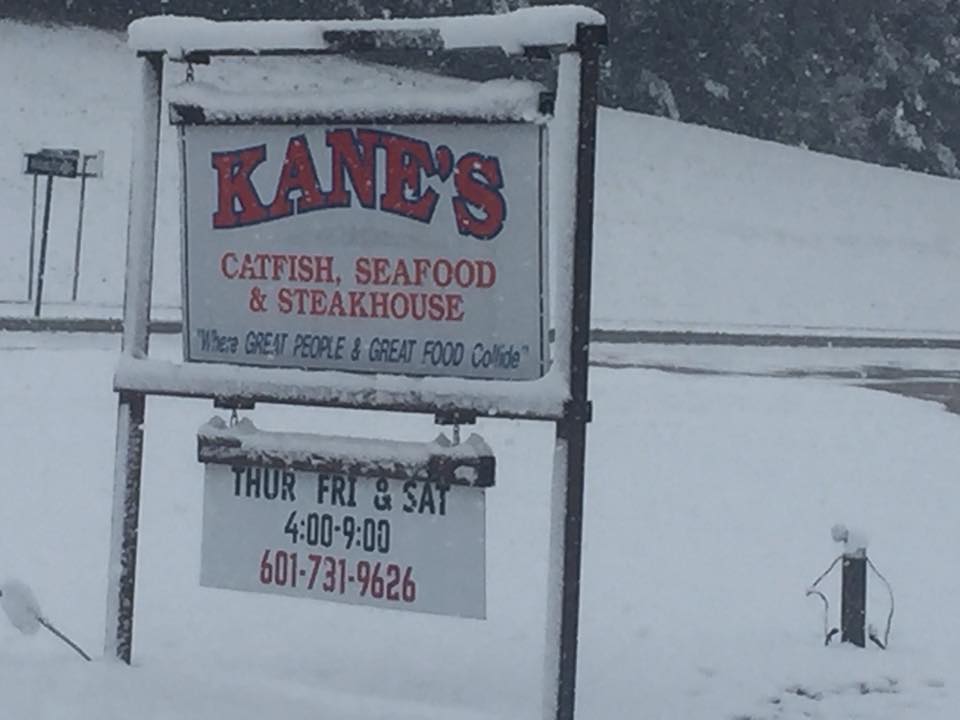 KANE'S
CATFISH, SEAFOOD
& STEAKHOUSE
"Where GREAT PEOPLE & GREAT FOOD Collide"
THUR FRI & SAT
4:00-9:00
601-731-9626